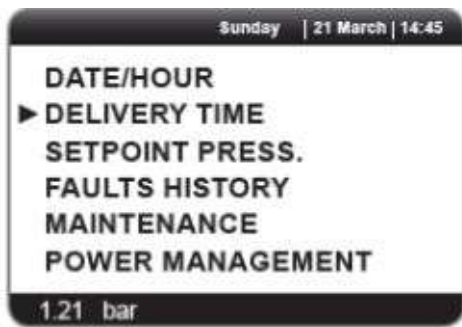 Sunday | 21 March | 14:45
DATE/HOUR
▶ DELIVERY TIME
SETPOINT PRESS.
FAULTS HISTORY
MAINTENANCE
POWER MANAGEMENT
1.21 bar